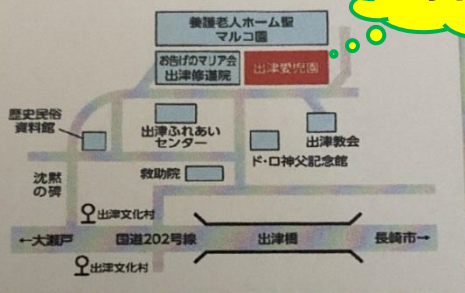 養護老人ホーム聖
マルコ園
お告げのマリア会
出津修道院
出津愛児園
歴史民俗
資料館
出津ふれあい
センター
出津教会
ド・ロ神父記念館
沈黙
の碑
救助院
出津文化村
←大瀬戸
国道202号線
出津橋
長崎市→
出津文化村